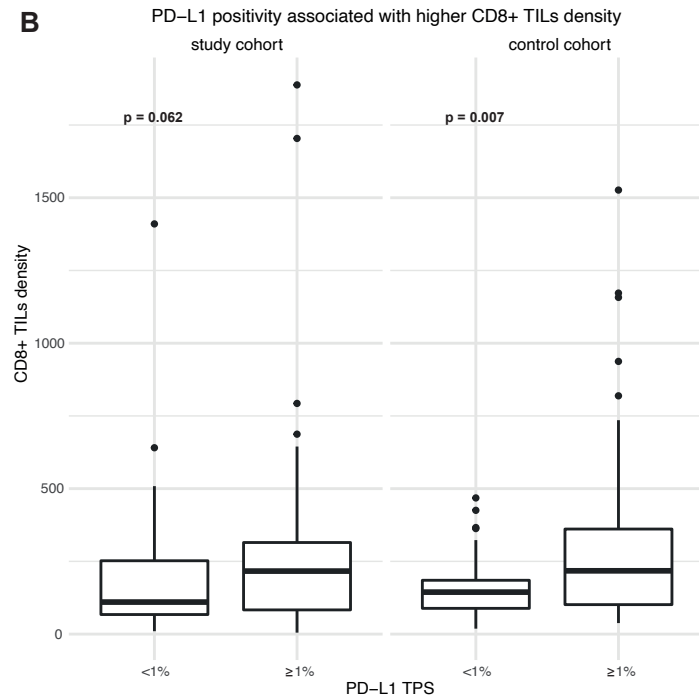 B
PD−L1 positivity associated with higher CD8+ TILs density
study cohort
control cohort
p = 0.062
p = 0.007
CD8+ TILs density
1500
1000
500
0
<1%
≥1%
<1%
≥1%
PD−L1 TPS